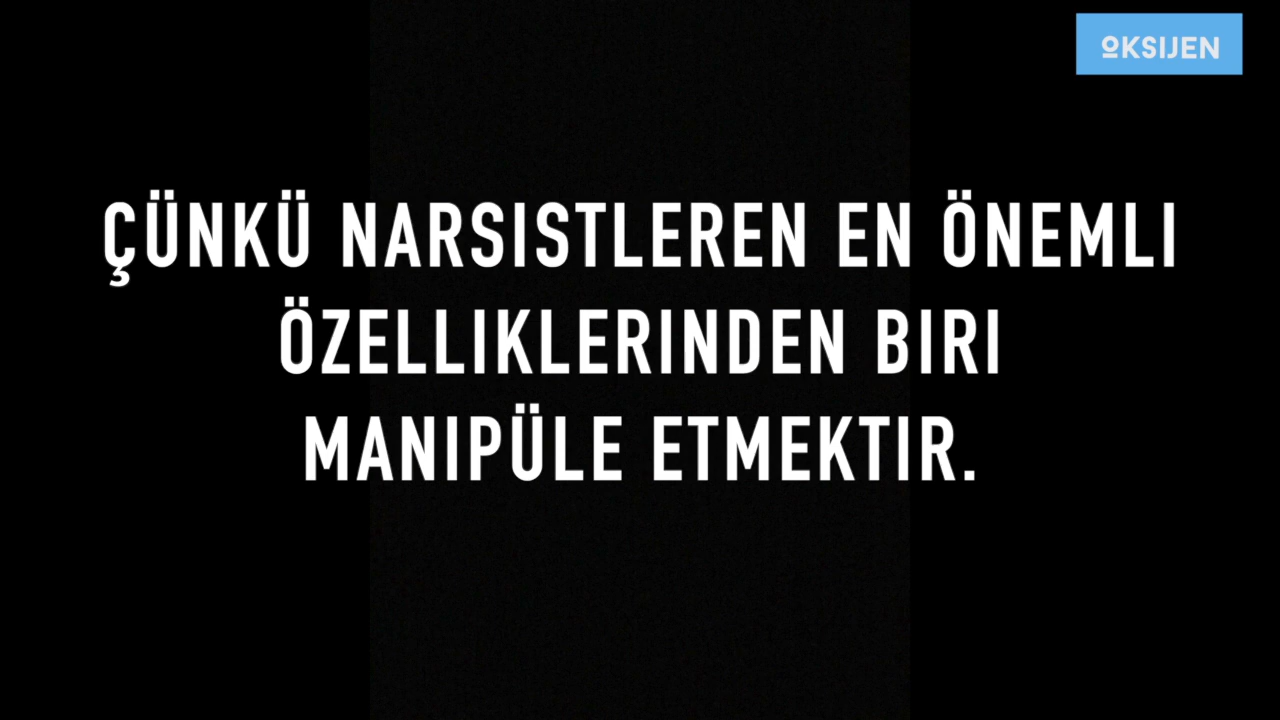 OKSIJEN
ÇÜNKÜ NARSISTLEREN EN ÖNEMLI
ÖZELLIKLERINDEN BIRI
MANIPÜLE ETMEKTIR.